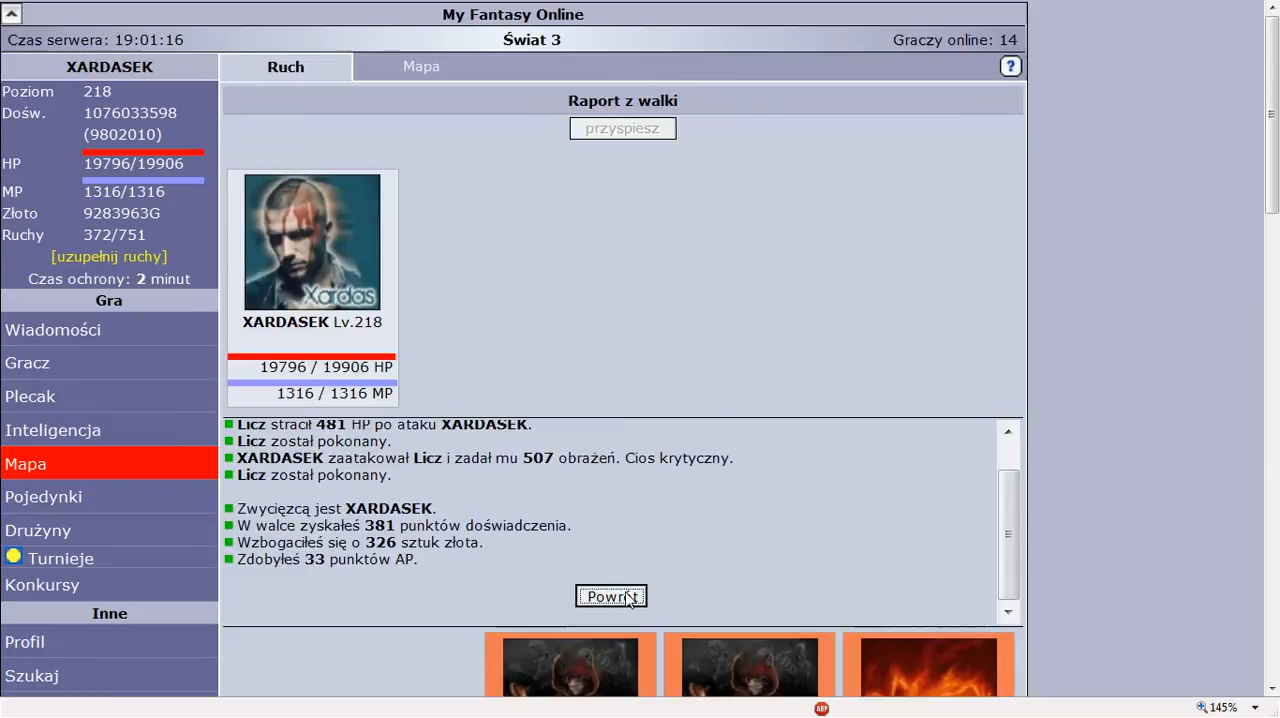 My Fantasy Online
Czas serwera: 19:01:16
Świat 3
Graczy online: 14
XARDASEK
Ruch
Mapa
?
Poziom 218
Dośw. 1076033598
(9802010)
HP 19796/19906
MP 1316/1316
Złoto 9283963G
Ruchy 372/751
[uzupełnij ruchy]
Czas ochrony: 2 minut
Gra
Wiadomości
Gracz
Plecak
Inteligencja
Mapa
Pojedynki
Drużyny
Turnieje
Konkursy
Inne
Profil
Szukaj
Raport z walki
przyspiesz
Xardas
XARDASEK Lv.218
19796 / 19906 HP
1316 / 1316 MP
Licz stracił 481 HP po ataku XARDASEK.
Licz został pokonany.
XARDASEK zaatakował Licz i zadał mu 507 obrażeń. Cios krytyczny.
Licz został pokonany.
Zwycięzcą jest XARDASEK.
W walce zyskałeś 381 punktów doświadczenia.
Wzbogaciłeś się o 326 sztuk złota.
Zdobyłeś 33 punktów AP.
Powrót
ABP
145%